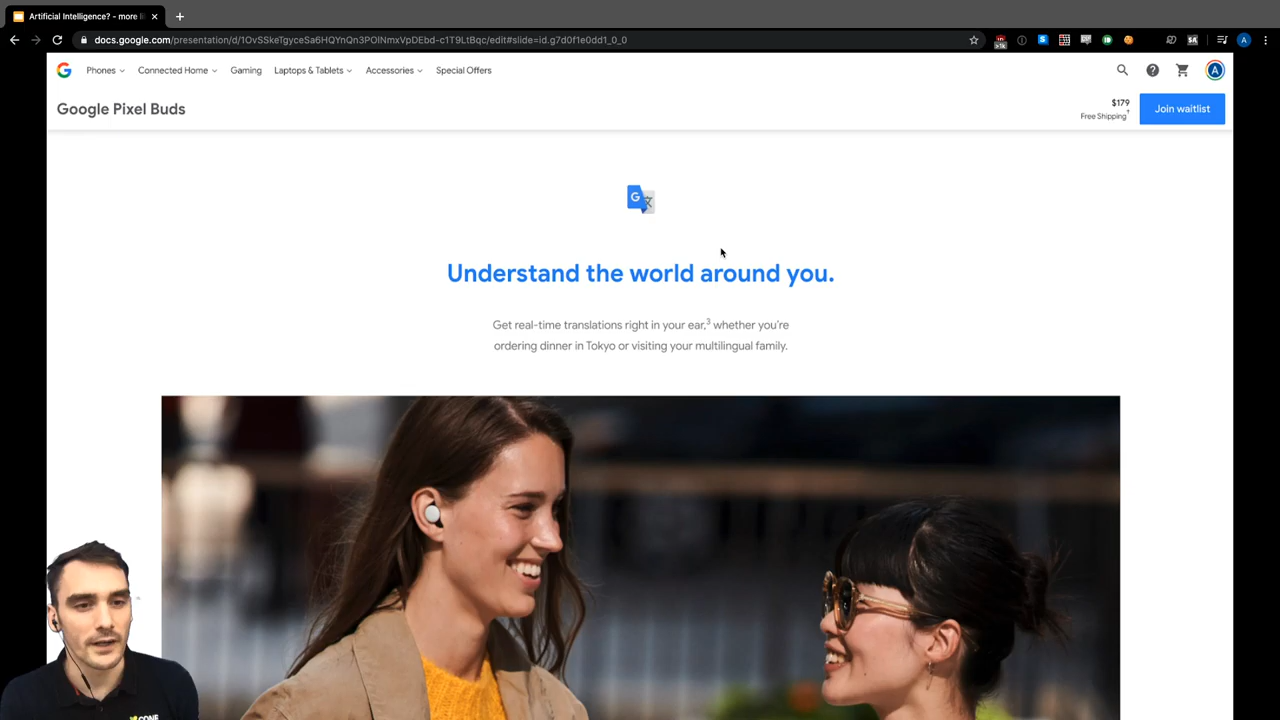 Artificial Intelligence? - more
docs.google.com/presentation/d/1OvSSkeTgyceSa6HQYnQn3POlNmxVpDEbd-c1T9LtBqc/edit#slide=id.g7d0f1e0dd1_0_0
Phones
Connected Home
Gaming
Laptops & Tablets
Accessories
Special Offers
A
Google Pixel Buds
$179
Free Shipping†
Join waitlist
G
Understand the world around you.
Get real-time translations right in your ear,3 whether you're
ordering dinner in Tokyo or visiting your multilingual family.